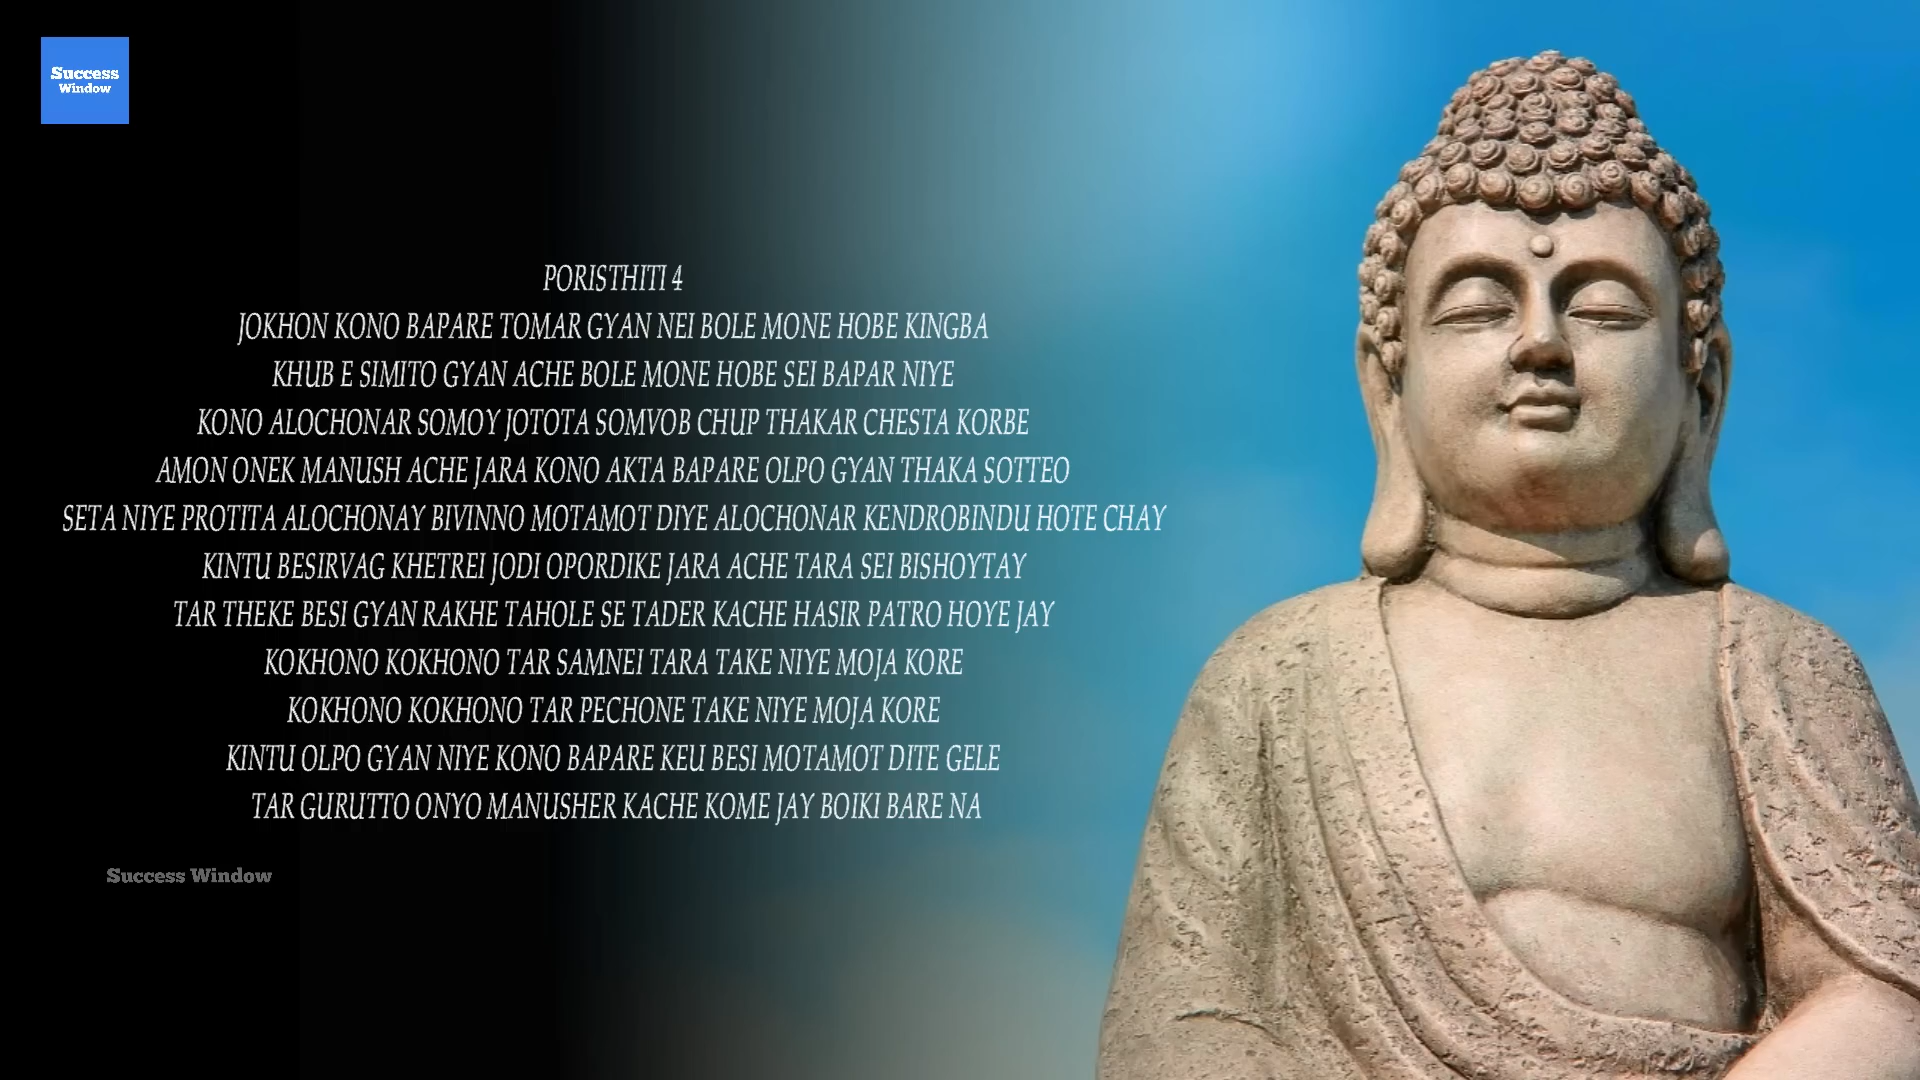 Success
Window
PORISTHITI 4
JOKHON KONO BAPARE TOMAR GYAN NEI BOLE MONE HOBE KINGBA
KHUB E SIMITO GYAN ACHE BOLE MONE HOBE SEI BAPAR NIYE
KONO ALOCHONAR SOMOY JOTOTA SOMVOB CHUP THAKAR CHESTA KORBE
AMON ONEK MANUSH ACHE JARA KONO AKTA BAPARE OLPO GYAN THAKA SOTTEO
SETA NIYE PROTITA ALOCHONAY BIVINNO MOTAMOT DIYE ALOCHONAR KENDROBINDU HOTE CHAY
KINTU BESIRVAG KHETREI JODI OPORDIKE JARA ACHE TARA SEI BISHOYTAY
TAR THEKE BESI GYAN RAKHE TAHOLE SE TADER KACHE HASIR PATRO HOYE JAY
KOKHONO KOKHONO TAR SAMNEI TARA TAKE NIYE MOJA KORE
KOKHONO KOKHONO TAR PECHONE TAKE NIYE MOJA KORE
KINTU OLPO GYAN NIYE KONO BAPARE KEU BESI MOTAMOT DITE GELE
TAR GURUTTO ONYO MANUSHER KACHE KOME JAY BOIKI BARE NA
Success Window